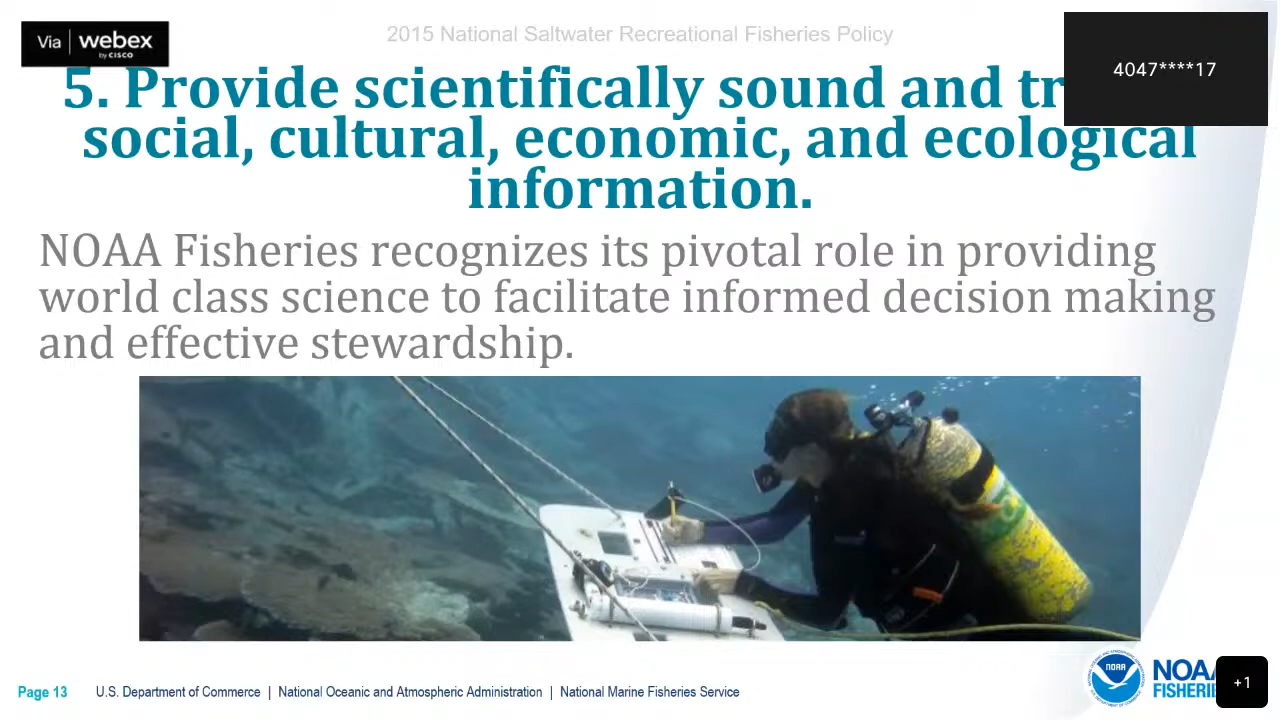 Via | webex
by CISCO
2015 National Saltwater Recreational Fisheries Policy
4047****17
5. Provide scientifically sound and
social, cultural, economic, and ecological
information.
NOAA Fisheries recognizes its pivotal role in providing
world class science to facilitate informed decision making
and effective stewardship.
Page 13 U.S. Department of Commerce | National Oceanic and Atmospheric Administration | National Marine Fisheries Service
NOAA
NOAA
FISHERIE
+1